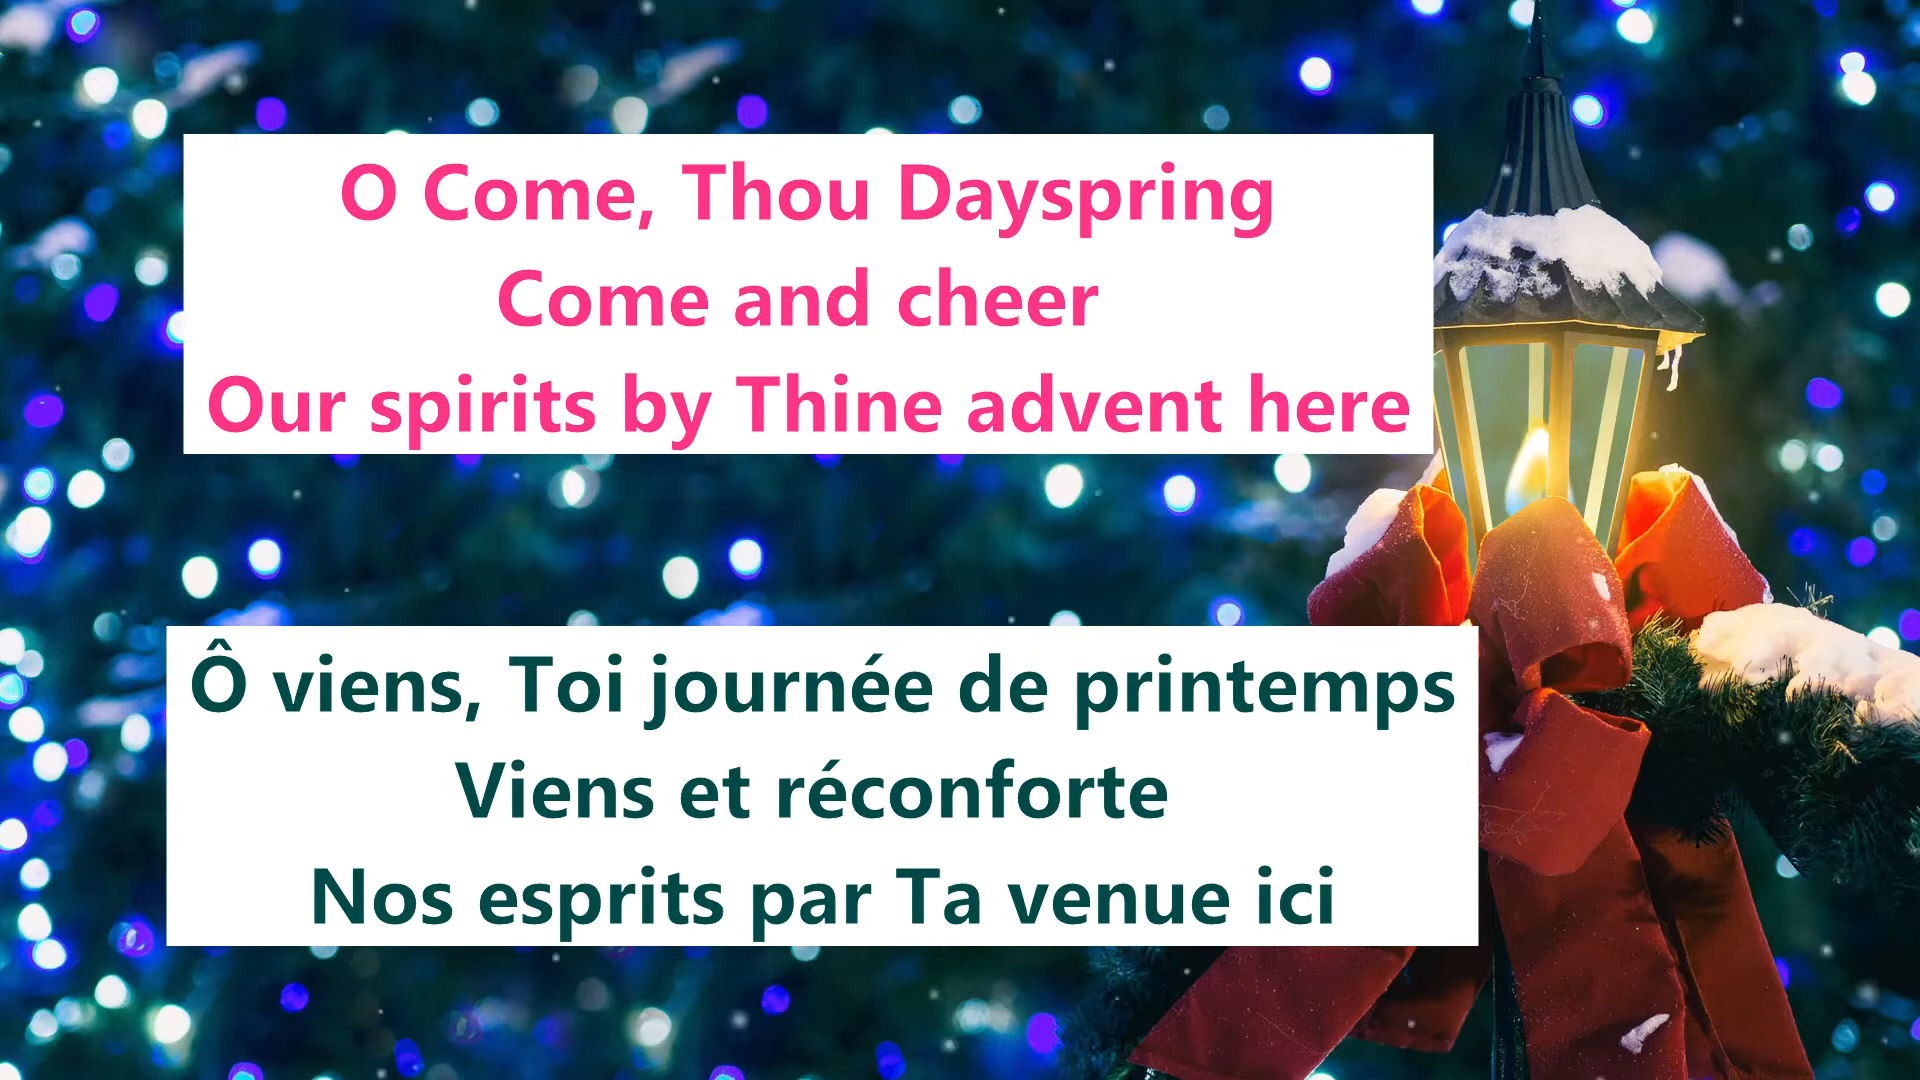 O Come, Thou Dayspring
Come and cheer
Our spirits by Thine advent here
Ô viens, Toi journée de printemps
Viens et réconforte
Nos esprits par Ta venue ici